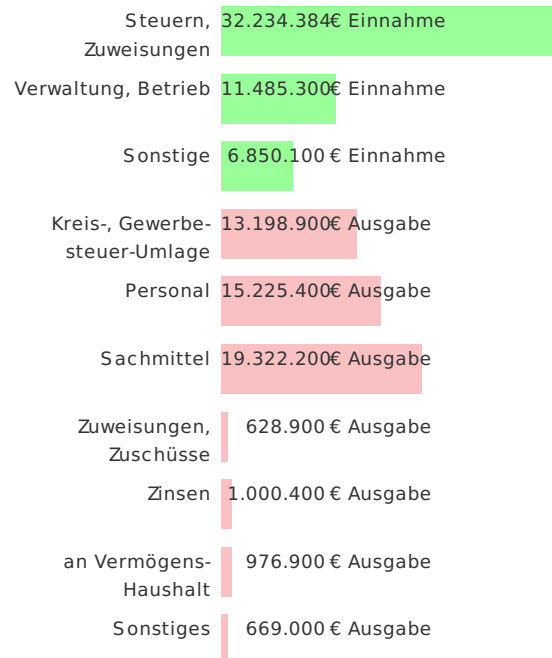 Steuern, 32.234.384€ Einnahme
Zuweisungen
Verwaltung, Betrieb 11.485.300€ Einnahme
Sonstige 6.850.100 € Einnahme
Kreis-, Gewerbe- 13.198.900€ Ausgabe
steuer-Umlage
Personal 15.225.400€ Ausgabe
Sachmittel 19.322.200€ Ausgabe
Zuweisungen, 628.900 € Ausgabe
Zuschüsse
Zinsen 1.000.400 € Ausgabe
an Vermögens- 976.900 € Ausgabe
Haushalt
Sonstiges 669.000 € Ausgabe